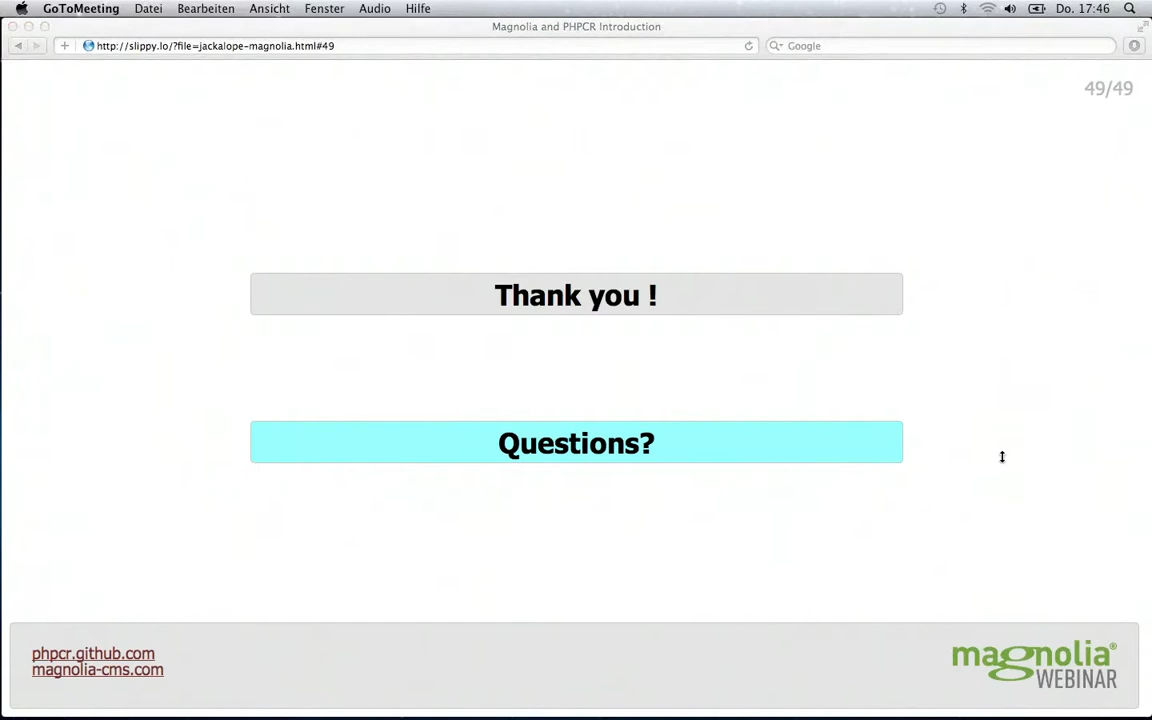 GoToMeeting Datei Bearbeiten Ansicht Fenster Audio Hilfe Do. 17:46
Magnolia and PHPCR Introduction
http://slippy.lo/?file=jackalope-magnolia.html#49 Google
49/49
Thank you !
Questions?
phpcr.github.com
magnolia-cms.com
magnolia®
WEBINAR